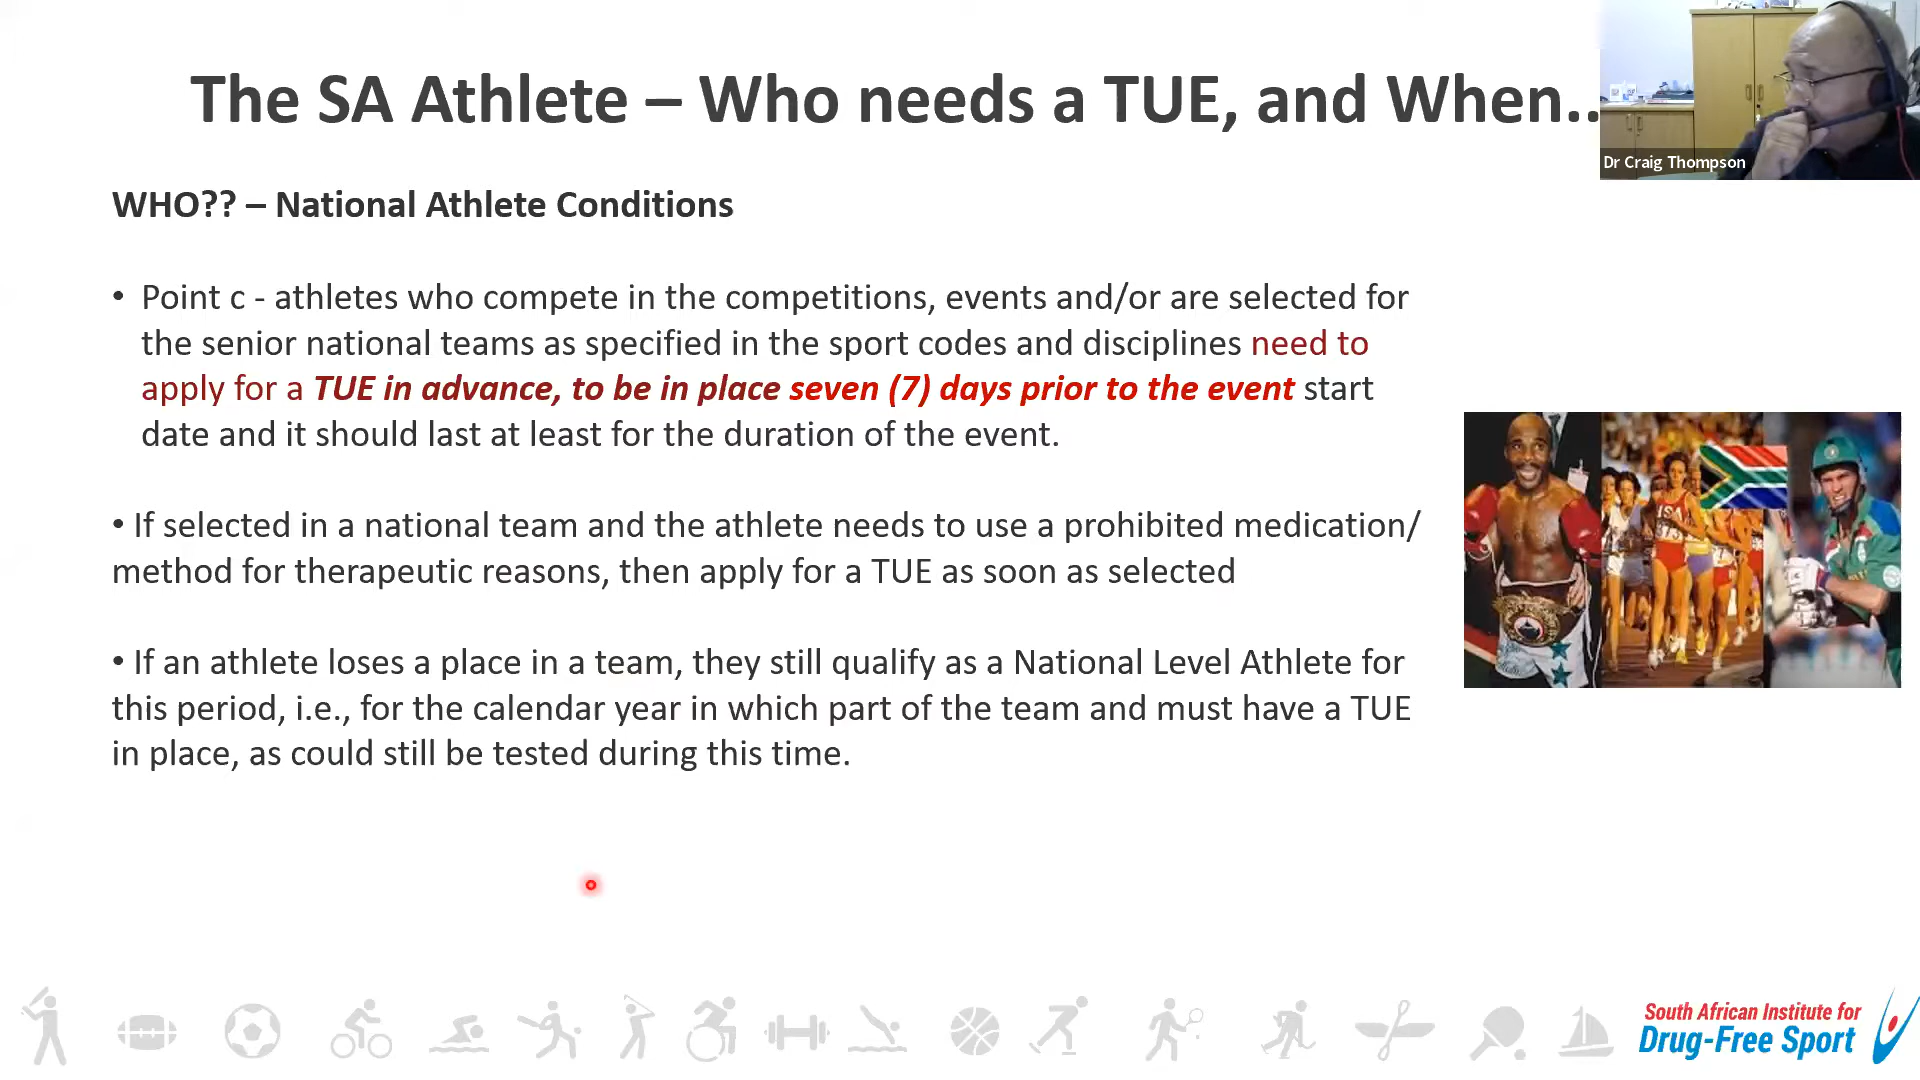 The SA Athlete – Who needs a TUE, and When..
Dr Craig Thompson
WHO?? – National Athlete Conditions
• Point c - athletes who compete in the competitions, events and/or are selected for
the senior national teams as specified in the sport codes and disciplines need to
apply for a TUE in advance, to be in place seven (7) days prior to the event start
date and it should last at least for the duration of the event.
• If selected in a national team and the athlete needs to use a prohibited medication/
method for therapeutic reasons, then apply for a TUE as soon as selected
• If an athlete loses a place in a team, they still qualify as a National Level Athlete for
this period, i.e., for the calendar year in which part of the team and must have a TUE
in place, as could still be tested during this time.
South African Institute for
Drug-Free Sport